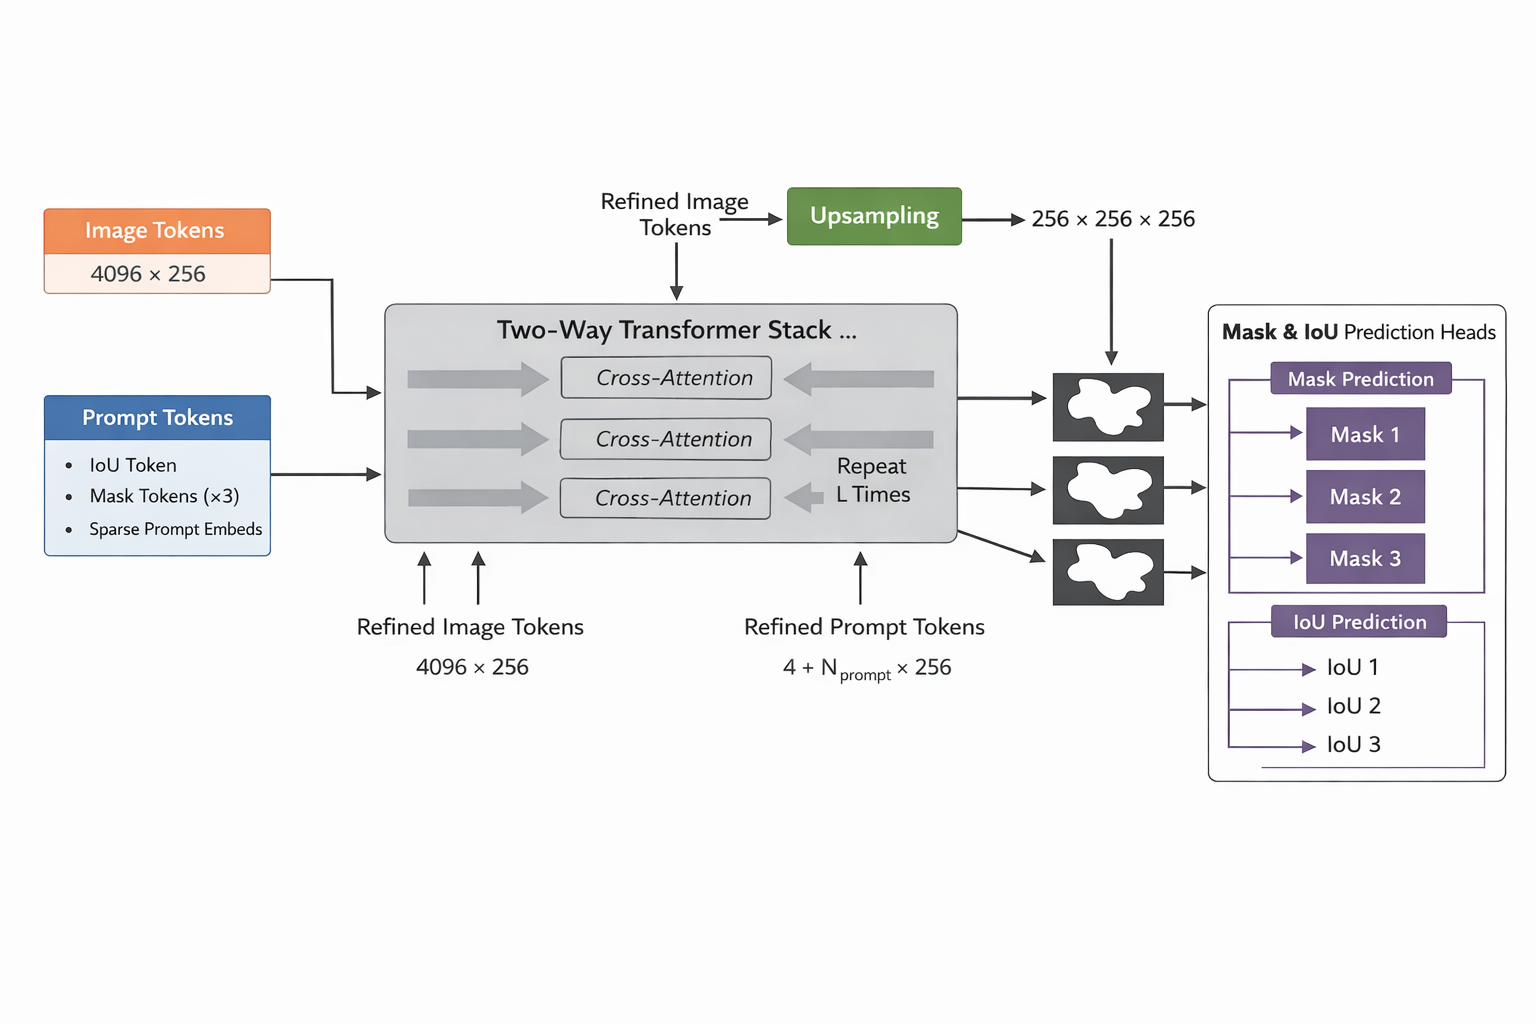 Image Tokens
4096 × 256
Prompt Tokens
• IoU Token
• Mask Tokens (×3)
• Sparse Prompt Embeds
Refined Image
Tokens
Upsampling
256 × 256 × 256
Two-Way Transformer Stack ...
Cross-Attention
Cross-Attention
Cross-Attention
Repeat
L Times
Refined Image Tokens
4096 × 256
Refined Prompt Tokens
4 + Nprompt × 256
Mask & IoU Prediction Heads
Mask Prediction
Mask 1
Mask 2
Mask 3
IoU Prediction
IoU 1
IoU 2
IoU 3